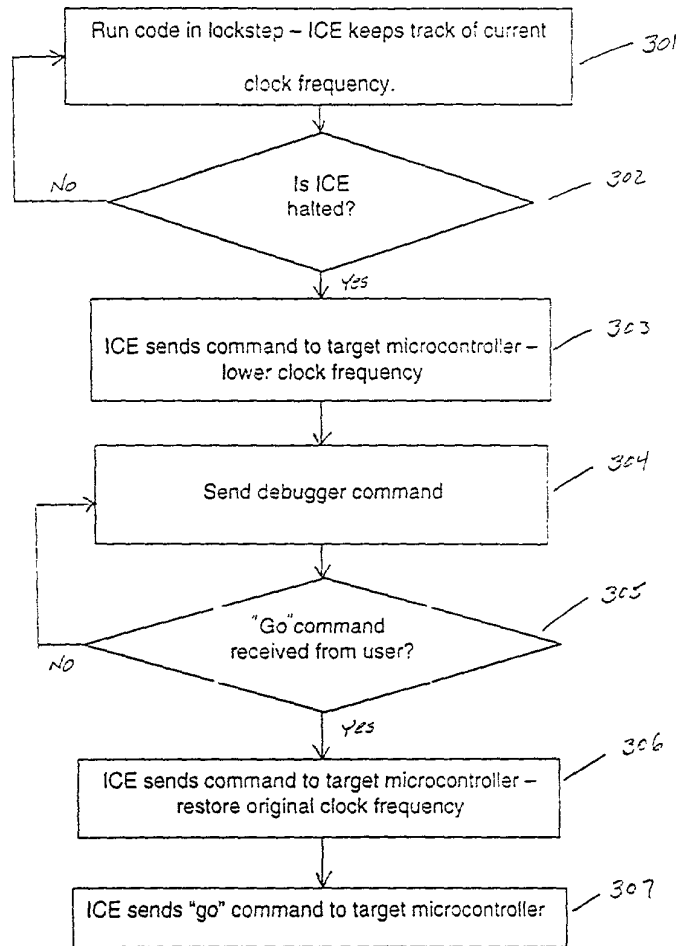 Run code in lockstep – ICE keeps track of current
clock frequency.
301
Is ICE
halted?
302
No
Yes
ICE sends command to target microcontroller –
lower clock frequency
303
Send debugger command
304
"Go" command
received from user?
305
No
Yes
ICE sends command to target microcontroller –
restore original clock frequency
306
ICE sends "go" command to target microcontroller
307